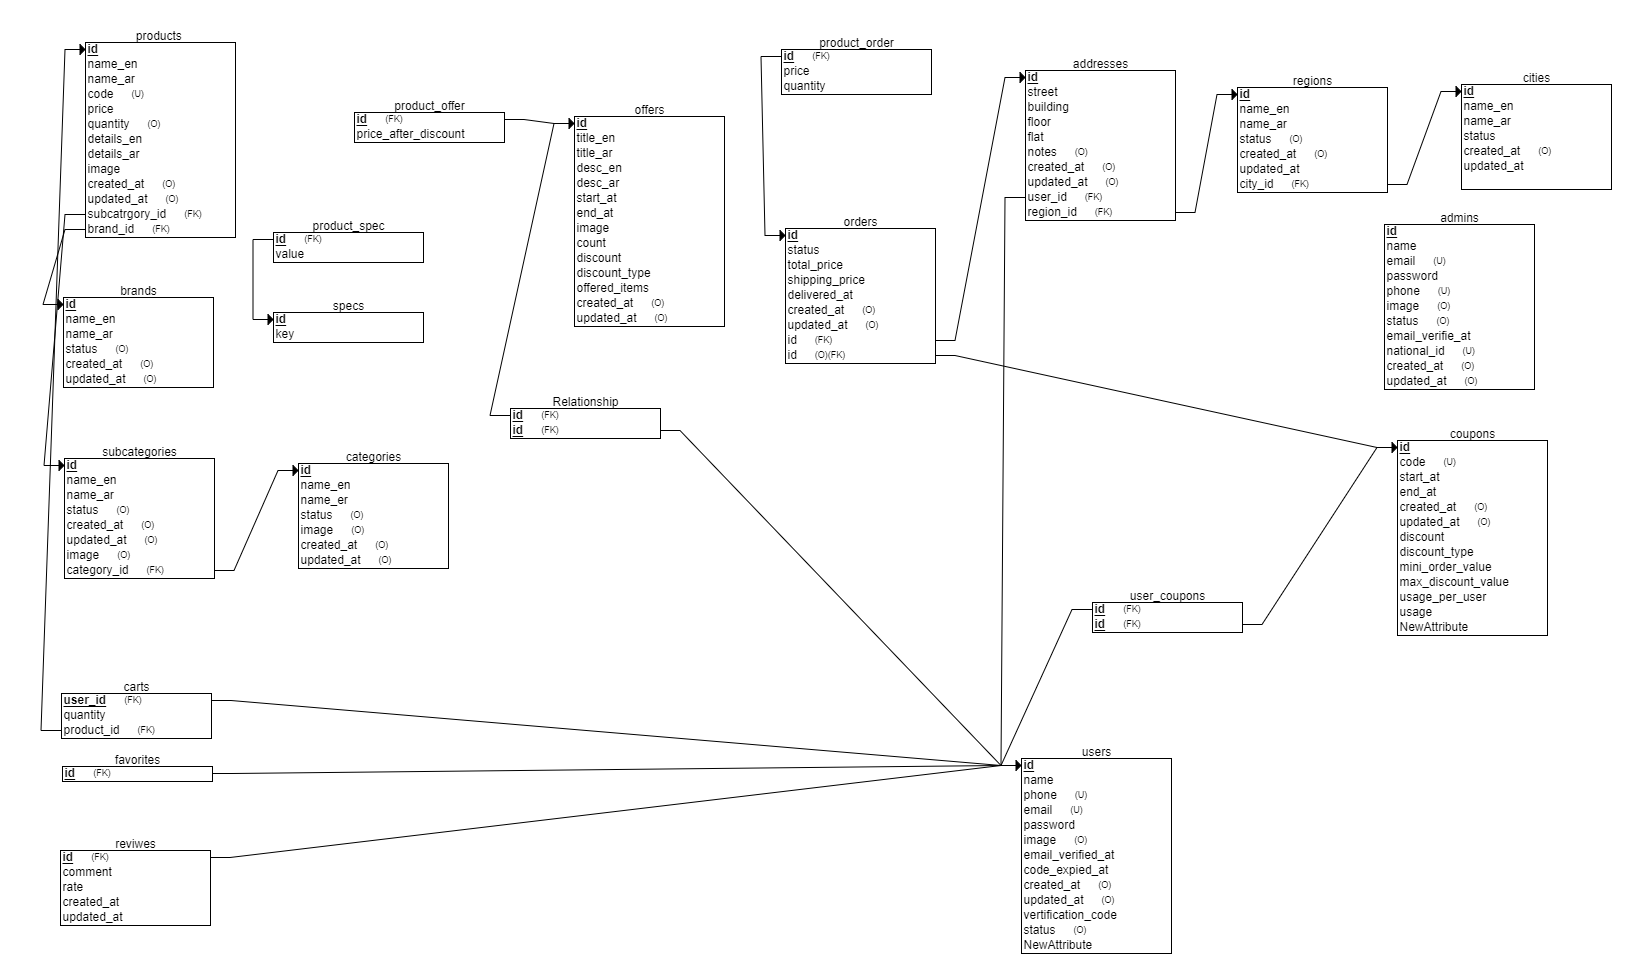 products
id
name_en
name_ar
code (U)
price
quantity (O)
details_en
details_ar
image
created_at (O)
updated_at (O)
subcatrgory_id (FK)
brand_id (FK)
product_offer
id (FK)
price_after_discount
offers
id
title_en
title_ar
desc_en
desc_ar
start_at
end_at
image
count
discount
discount_type
offered_items
created_at (O)
updated_at (O)
product_order
id (FK)
price
quantity
addresses
id
street
building
floor
flat
notes (O)
created_at (O)
updated_at (O)
user_id (FK)
region_id (FK)
regions
id
name_en
name_ar
status (O)
created_at (O)
updated_at
city_id (FK)
cities
id
name_en
name_ar
status
created_at (O)
updated_at
product_spec
id (FK)
value
orders
id
status
total_price
shipping_price
delivered_at
created_at (O)
updated_at (O)
id (FK)
id (O)(FK)
admins
id
name
email (U)
password
phone (U)
image (O)
status (O)
email_verifie_at
national_id (U)
created_at (O)
updated_at (O)
brands
id
name_en
name_ar
status (O)
created_at (O)
updated_at (O)
specs
id
key
Relationship
id (FK)
id (FK)
coupons
id
code (U)
start_at
end_at
created_at (O)
updated_at (O)
discount
discount_type
mini_order_value
max_discount_value
usage_per_user
usage
NewAttribute
subcategories
id
name_en
name_ar
status (O)
created_at (O)
updated_at (O)
image (O)
category_id (FK)
categories
id
name_en
name_er
status (O)
image (O)
created_at (O)
updated_at (O)
user_coupons
id (FK)
id (FK)
carts
user_id (FK)
quantity
product_id (FK)
favorites
id (FK)
users
id
name
phone (U)
email (U)
password
image (O)
email_verified_at
code_expied_at
created_at (O)
updated_at (O)
vertification_code
status (O)
NewAttribute
reviwes
id (FK)
comment
rate
created_at
updated_at